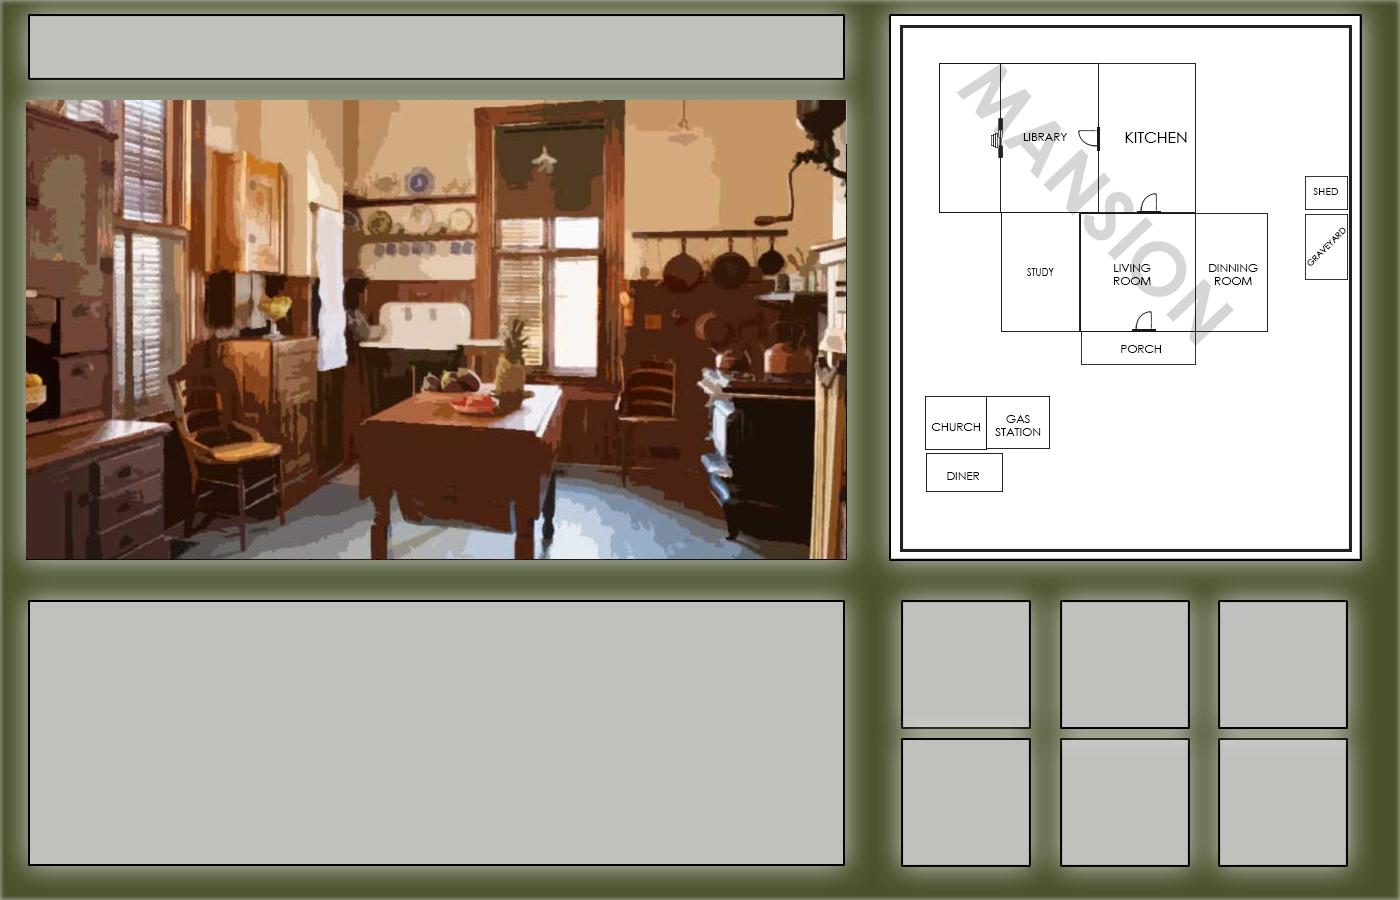 MANSION
LIBRARY
KITCHEN
SHED
GRAVEYARD
STUDY
LIVING
ROOM
DINNING
ROOM
PORCH
CHURCH
GAS
STATION
DINER